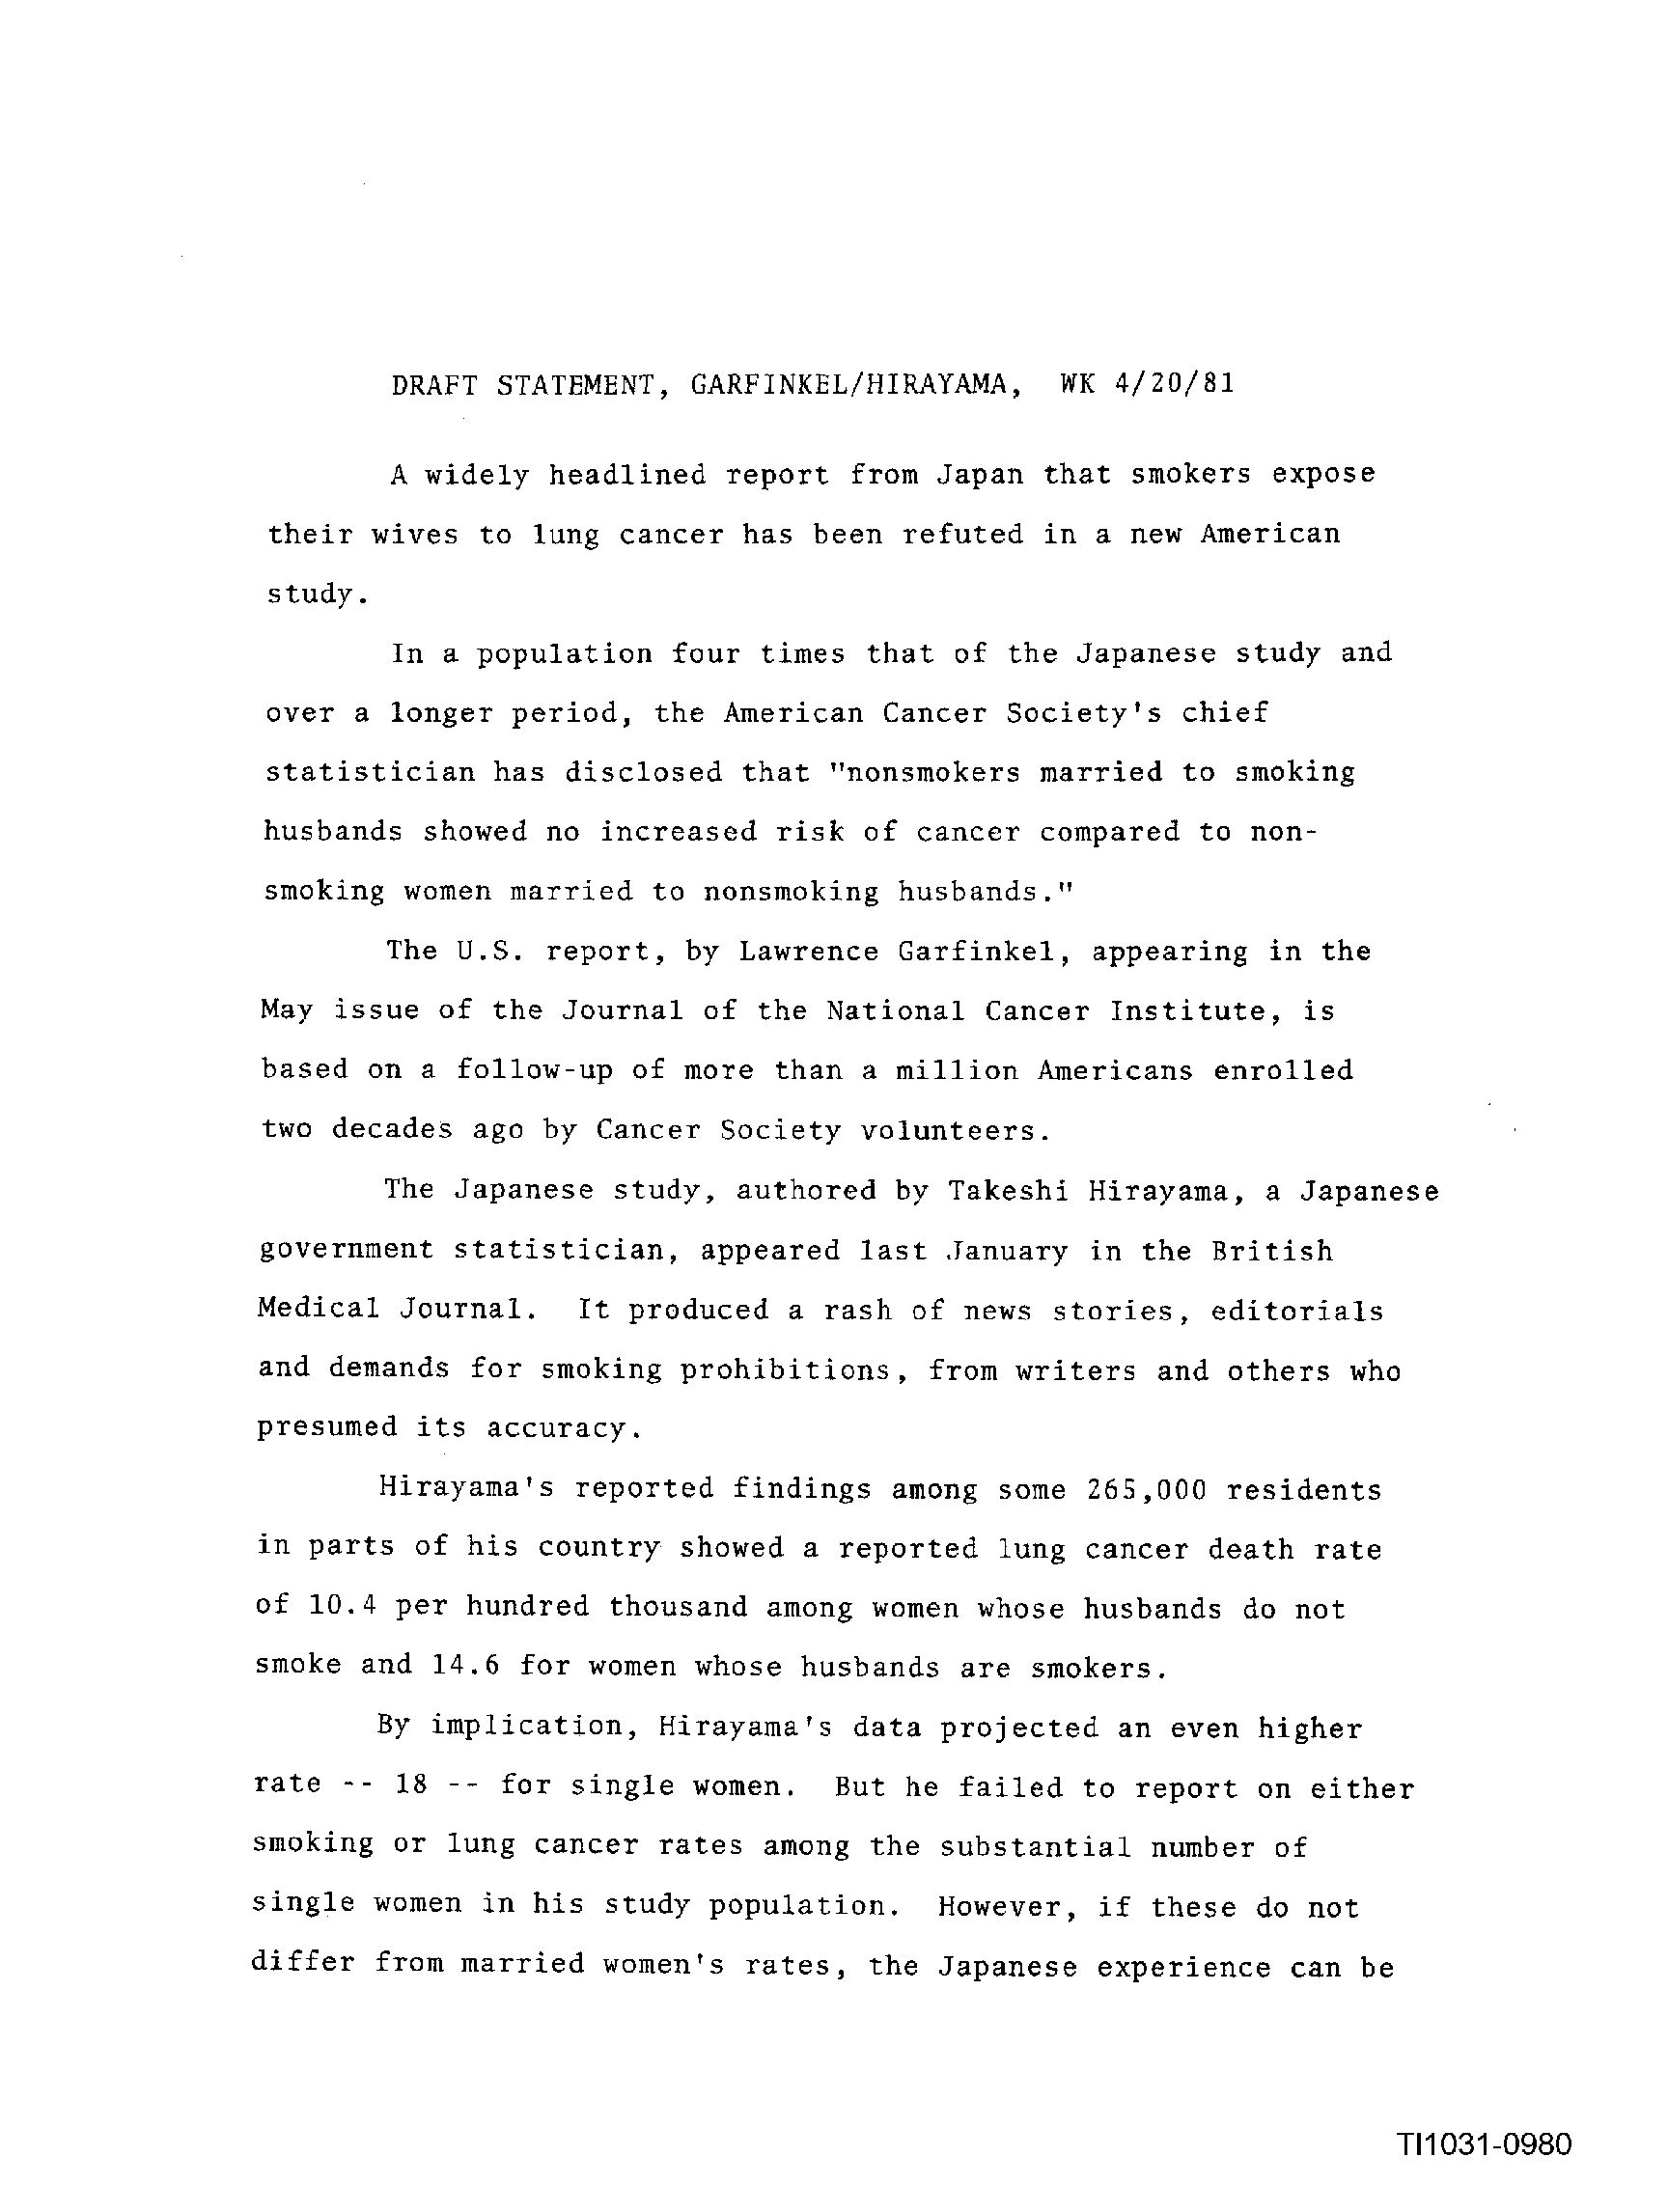 DRAFT STATEMENT, GARFINKEL/HIRAYAMA, WK 4/20/81
A widely headlined report from Japan that smokers expose
their wives to lung cancer has been refuted in a new American
study.
In a population four times that of the Japanese study and
over a longer period, the American Cancer Society's chief
statistician has disclosed that "nonsmokers married to smoking
husbands showed no increased risk of cancer compared to non-
smoking women married to nonsmoking husbands."
The U.S. report, by Lawrence Garfinkel, appearing in the
May issue of the Journal of the National Cancer Institute, is
based on a follow-up of more than a million Americans enrolled
two decades ago by Cancer Society volunteers.
The Japanese study, authored by Takeshi Hirayama, a Japanese
government statistician, appeared last January in the British
Medical Journal. It produced a rash of news stories, editorials
and demands for smoking prohibitions, from writers and others who
presumed its accuracy.
Hirayama's reported findings among some 265,000 residents
in parts of his country showed a reported lung cancer death rate
of 10.4 per hundred thousand among women whose husbands do not
smoke and 14.6 for women whose husbands are smokers.
By implication, Hirayama's data projected an even higher
rate -- 18 -- for single women. But he failed to report on either
smoking or lung cancer rates among the substantial number of
single women in his study population. However, if these do not
differ from married women's rates, the Japanese experience can be
TI1031-0980